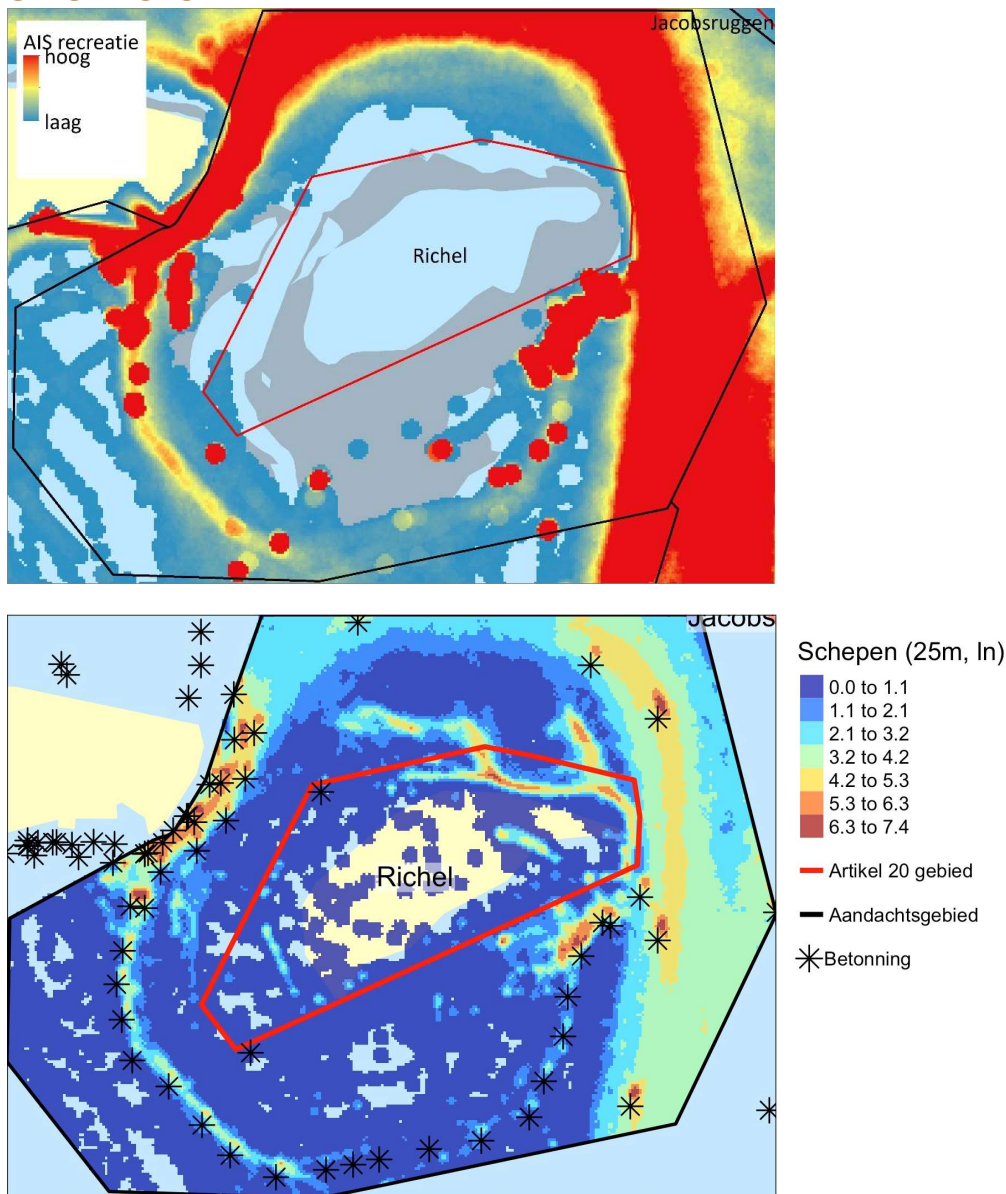 Jacobsruggen
AIS recreatie
hoog
laag
Richel
Jacobs
Schepen (25m, ln)
0.0 to 1.1
1.1 to 2.1
2.1 to 3.2
3.2 to 4.2
4.2 to 5.3
5.3 to 6.3
6.3 to 7.4
Artikel 20 gebied
Aandachtsgebied
Betonning
Richel